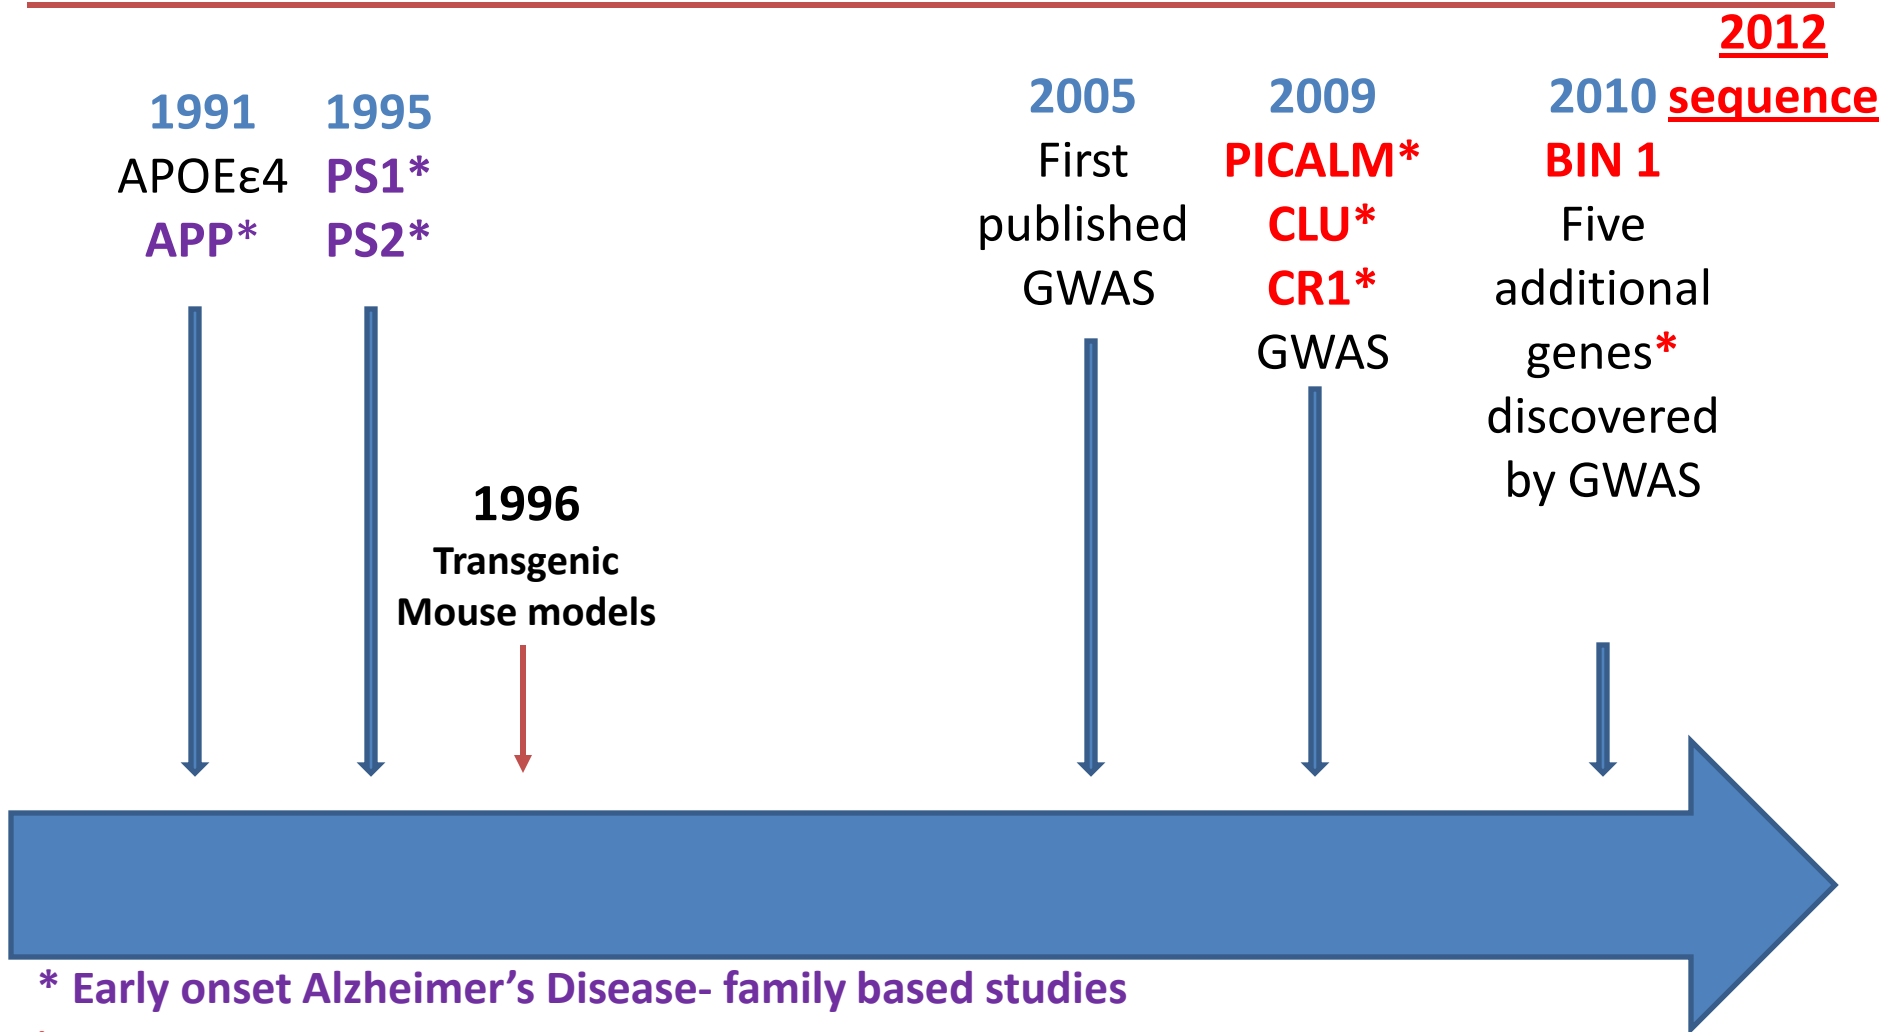 2012
sequence
1991
APOEε4
APP*
1995
PS1*
PS2*
1996
Transgenic
Mouse models
2005
First
published
GWAS
2009
PICALM*
CLU*
CR1*
GWAS
2010
BIN 1
Five
additional
genes*
discovered
by GWAS
* Early onset Alzheimer’s Disease- family based studies